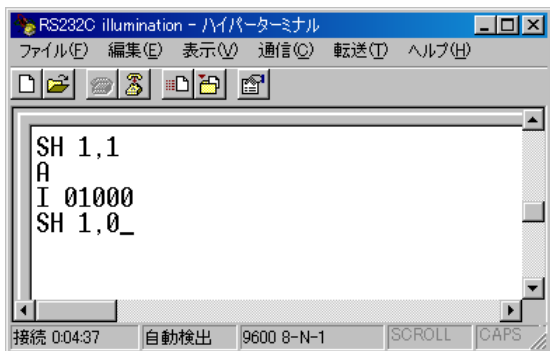 RS232C illumination - ハイパーターミナル
ファイル(F) 編集(E) 表示(V) 通信(C) 転送(T) ヘルプ(H)
SH 1,1
A
I 01000
SH 1,0_
接続 0:04:37 自動検出 9600 8-N-1 SCROLL CAPS